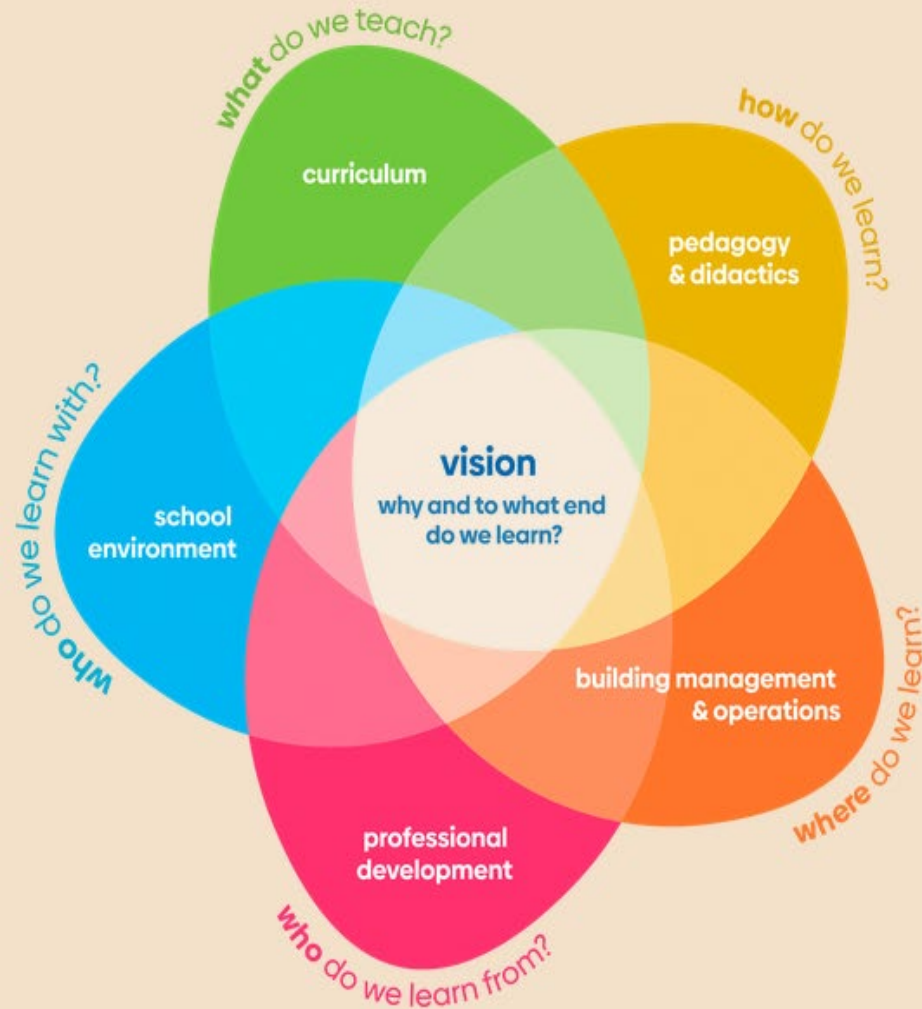 what do we teach?
curriculum
how do we learn?
pedagogy
& didactics
who do we learn with?
school
environment
vision
why and to what end
do we learn?
building management
& operations
where do we learn?
professional
development
who do we learn from?